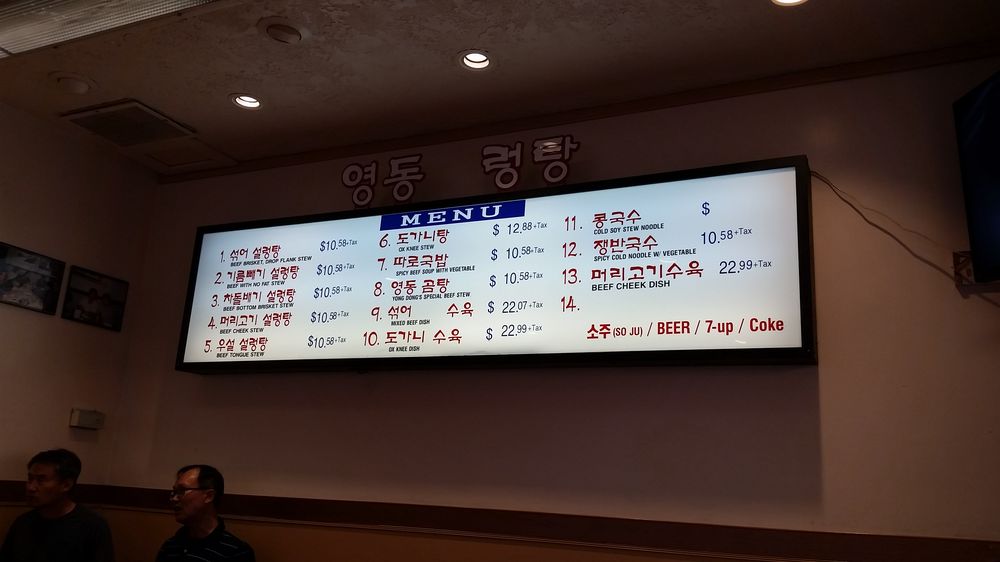 영동 렁탕
MENU
1. 섞어 설렁탕 $10.58+Tax
BEEF BRISKET, CROP FLANK STEW
2. 기름빼기 설렁탕 $10.58+Tax
BEEF WITH NO FAT STEW
3. 차돌배기 설렁탕 $10.58+Tax
BEEF BOTTOM BRISKET STEW
4. 머리고기 설렁탕 $10.58+Tax
BEEF CHEEK STEW
5. 우설 설렁탕 $10.58+Tax
BEEF TONGUE STEW
6. 도가니탕 $ 12.88+Tax
OX KNEE STEW
7. 따로국밥 $ 10.58+Tax
SPICY BEEF SOUP WITH VEGETABLE
8. 영동 곰탕 $ 10.58+Tax
YONG DONG'S SPECIAL BEEF STEW
9. 섞어 수육 $ 22.07+Tax
MIXED BEEF DISH
10. 도가니 수육 $ 22.99+Tax
OX KNEE DISH
11. 콩국수 $
COLD SOY STEW NOODLE
12. 쟁반국수 10.58+Tax
SPICY COLD NOODLE W/ VEGETABLE
13. 머리고기수육 22.99+Tax
BEEF CHEEK DISH
14.
소주(SO JU) / BEER / 7-up / Coke